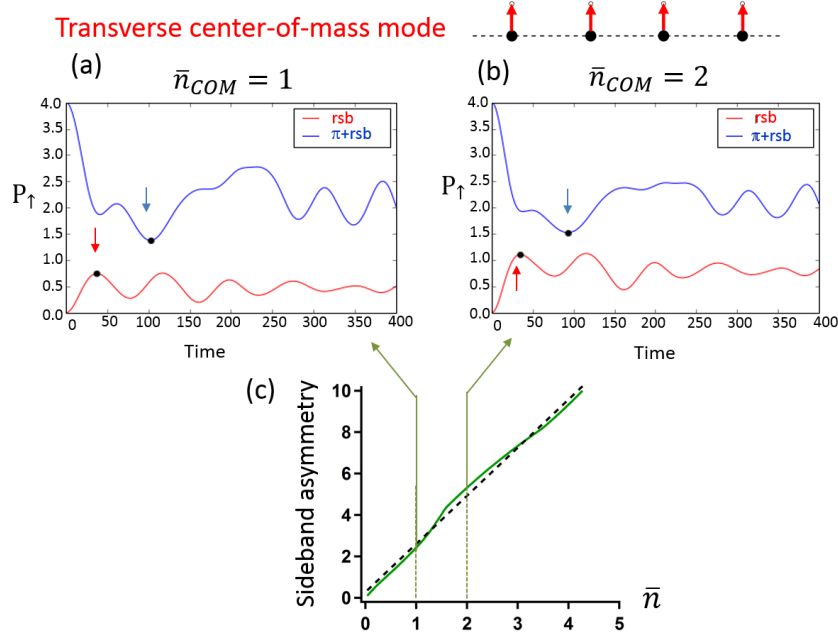 Transverse center-of-mass mode
(a)
n̄_COM = 1
(b)
n̄_COM = 2
4.0
3.5
3.0
2.5
2.0
1.5
1.0
0.5
0.0
P↑
rsb
π+rsb
0 50 100 150 200 250 300 350 400
Time
4.0
3.5
3.0
2.5
2.0
1.5
1.0
0.5
0.0
P↑
rsb
π+rsb
0 50 100 150 200 250 300 350 400
Time
(c)
Sideband asymmetry
10
8
6
4
2
0
0 1 2 3 4 5
n̄